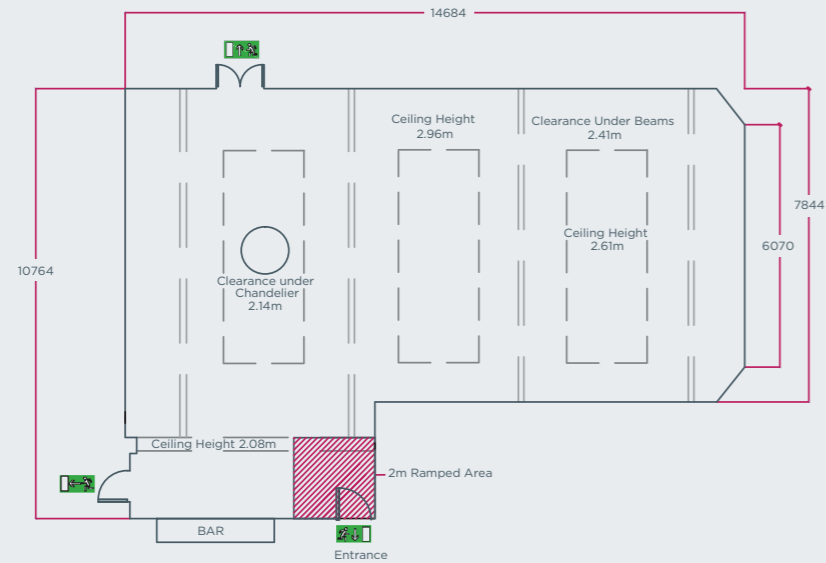 14684
Ceiling Height
2.96m
Clearance Under Beams
2.41m
7844
Ceiling Height
2.61m
6070
10764
Clearance under
Chandelier
2.14m
Ceiling Height 2.08m
2m Ramped Area
BAR
Entrance